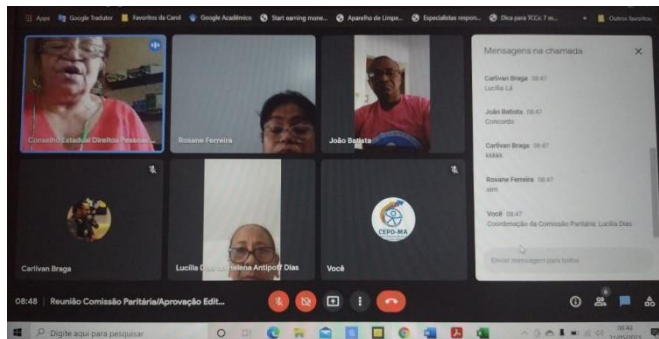 Apps
Google Tradutor
Favoritos da Carol
Google Acadêmico
Start earning mone...
Aparelho de Limpe...
Especialistas respon...
Dica para TCCs: 7 m...
»
Outros favoritos
Conselho Estadual Direitos Pessoas ...
Rosane Ferreira
João Batista
Carlivan Braga
Lucilia D
Helena Antipoff Dias
CEPD-MA
Você
Mensagens na chamada
Carlivan Braga 08:47
Lucilia Lá
João Batista 08:47
Concordo
Carlivan Braga 08:47
kkkkk
Rosane Ferreira 08:47
sim
Você 08:47
Coordenação da Comissão Paritária: Lucilia Dias
Enviar mensagem para todos
08:48 | Reunião Comissão Paritária/Aprovação Edit...
6
Digite aqui para pesquisar
08:48